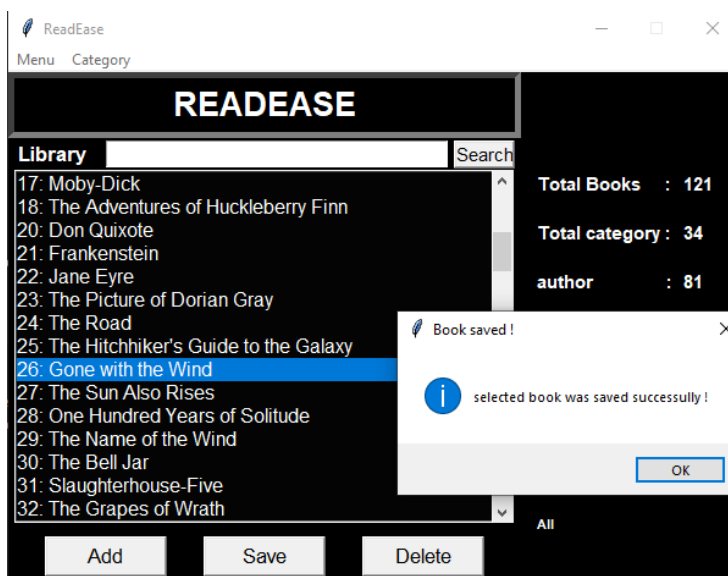 ReadEase
Menu Category
READEASE
Library Search
17: Moby-Dick
18: The Adventures of Huckleberry Finn
20: Don Quixote
21: Frankenstein
22: Jane Eyre
23: The Picture of Dorian Gray
24: The Road
25: The Hitchhiker's Guide to the Galaxy
26: Gone with the Wind
27: The Sun Also Rises
28: One Hundred Years of Solitude
29: The Name of the Wind
30: The Bell Jar
31: Slaughterhouse-Five
32: The Grapes of Wrath
Total Books : 121
Total category : 34
author : 81
Book saved !
selected book was saved successully !
OK
All
Add Save Delete